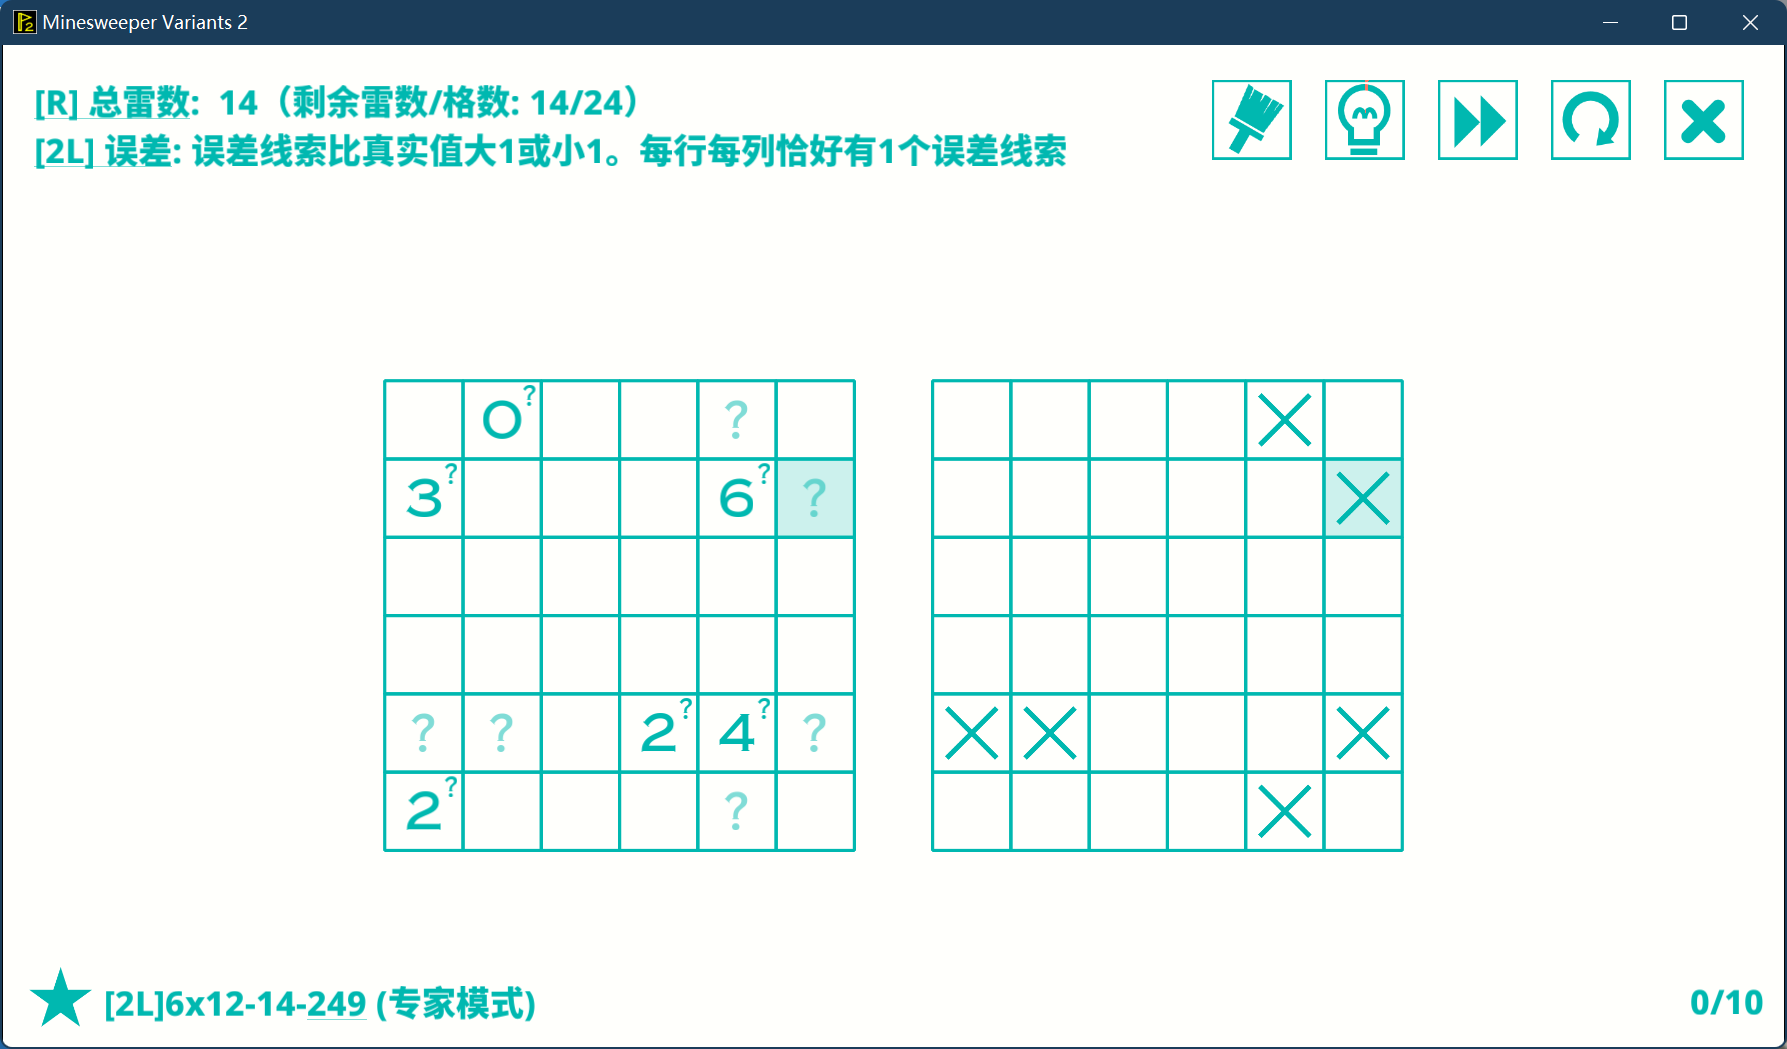 Minesweeper Variants 2
[R] 总雷数: 14（剩余雷数/格数: 14/24）
[2L] 误差: 误差线索比真实值大1或小1。每行每列恰好有1个误差线索
0? ?
3? 6? ?
? ? 2? 4? ?
2? ?
[2L]6x12-14-249 (专家模式)
0/10